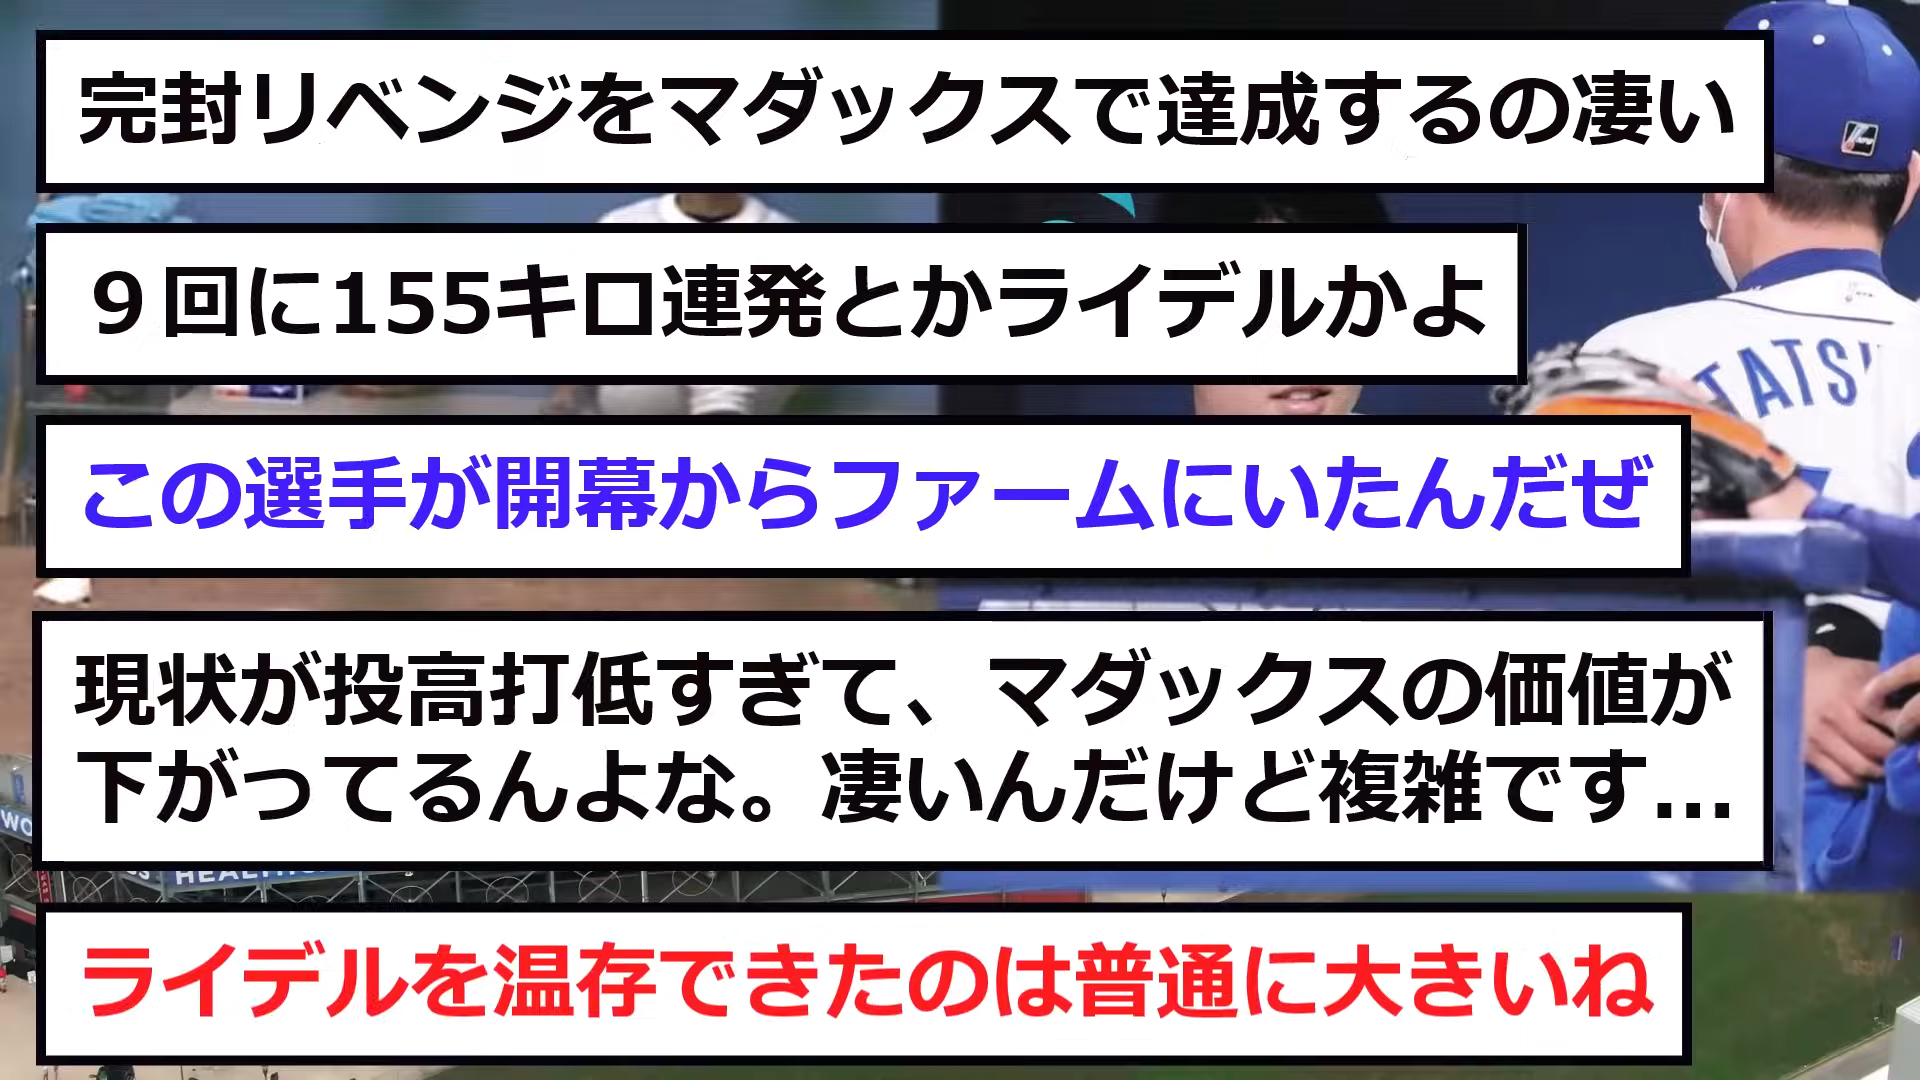 完封リベンジをマダックスで達成するの凄い
９回に155キロ連発とかライデルかよ
TATSU
この選手が開幕からファームにいたんだぜ
現状が投高打低すぎて、マダックスの価値が
下がってるんよな。凄いんだけど複雑です…
ライデルを温存できたのは普通に大きいね